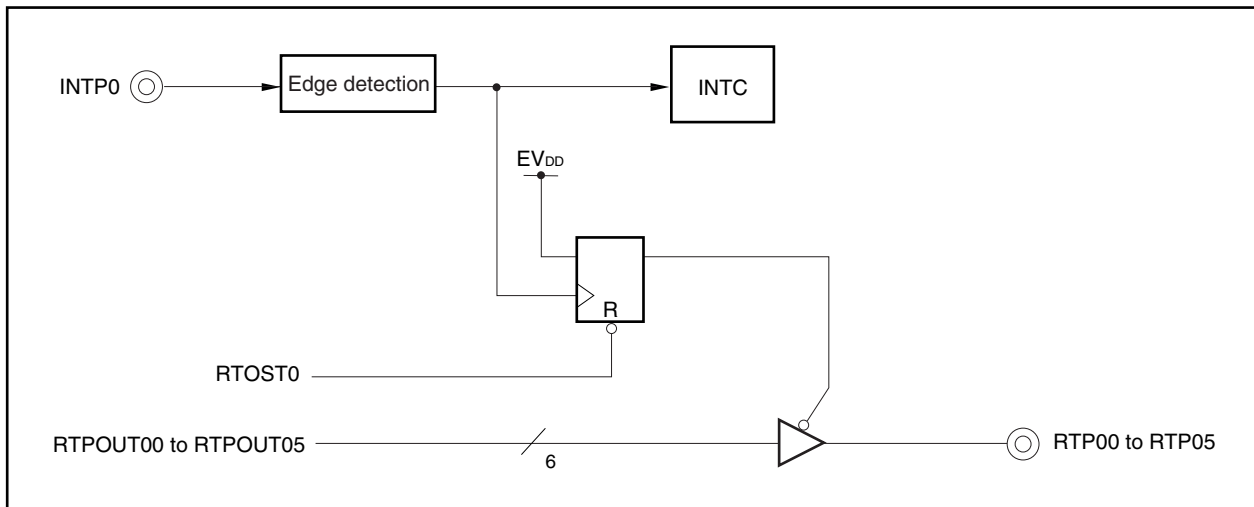 INTP0
Edge detection
INTC
EVDD
R
RTOST0
RTPOUT00 to RTPOUT05
6
RTP00 to RTP05